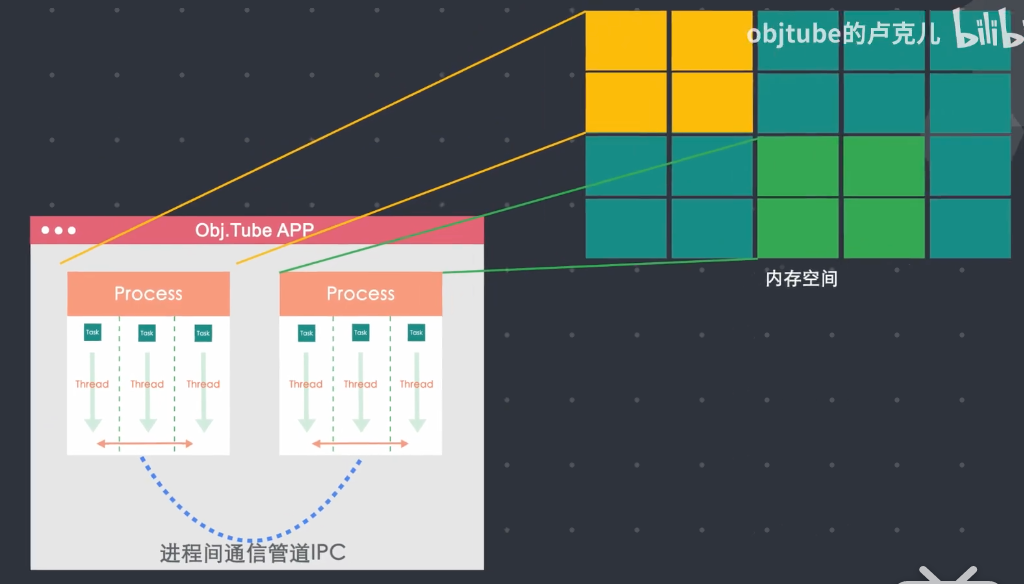 objtube的卢克儿 bilib
内存空间
Obj.Tube APP
Process Process
Task Task Task Task Task Task
Thread Thread Thread Thread Thread Thread
进程间通信管道IPC